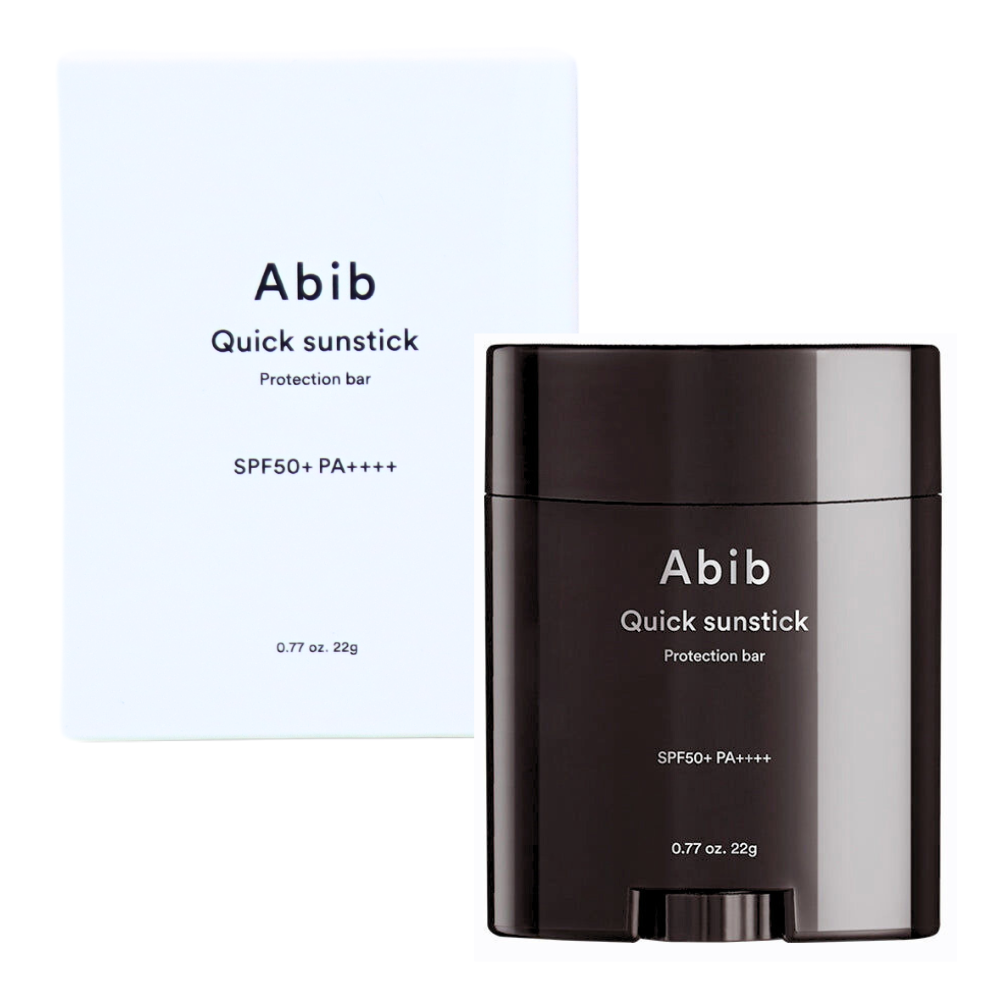 Abib
Quick sunstick
Protection bar
SPF50+ PA++++
0.77 oz. 22g
Abib
Quick sunstick
Protection bar
SPF50+ PA++++
0.77 oz. 22g